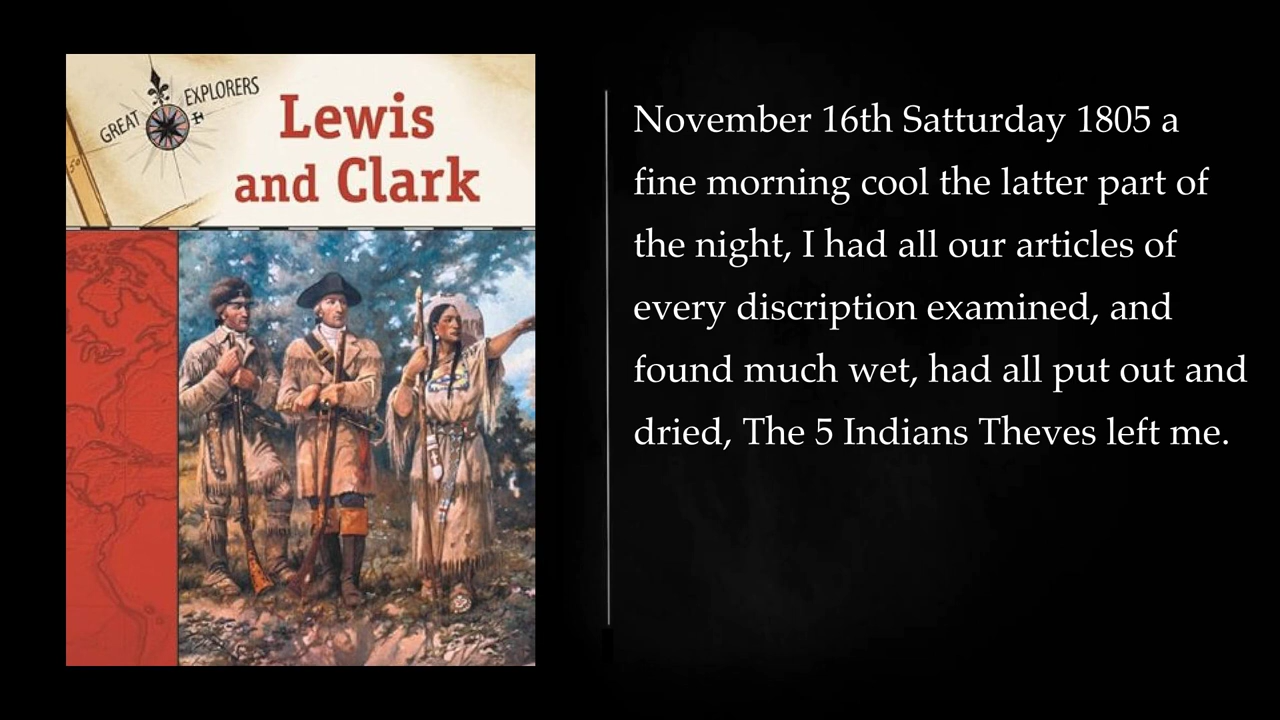 GREAT EXPLORERS
Lewis
and Clark
50
November 16th Satturday 1805 a
fine morning cool the latter part of
the night, I had all our articles of
every discription examined, and
found much wet, had all put out and
dried, The 5 Indians Theves left me.